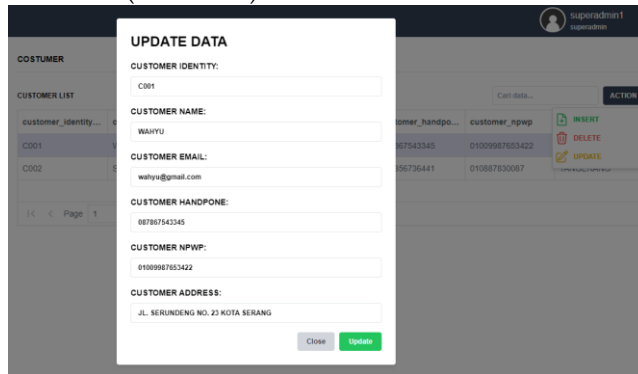 superadmin1
superadmin
UPDATE DATA
COSTUMER
CUSTOMER IDENTITY:
C001
CUSTOMER LIST
Cari data...
ACTION
CUSTOMER NAME:
customer_identity...
customer_npwp
INSERT
WAHYU
DELETE
C001
01009987653422
CUSTOMER EMAIL:
UPDATE
C002
010887830087
TANGERANG
wahyu@gmail.com
CUSTOMER HANDPONE:
Page 1
087867543345
CUSTOMER NPWP:
01009987653422
CUSTOMER ADDRESS:
JL. SERUNDENG NO. 23 KOTA SERANG
Close
Update